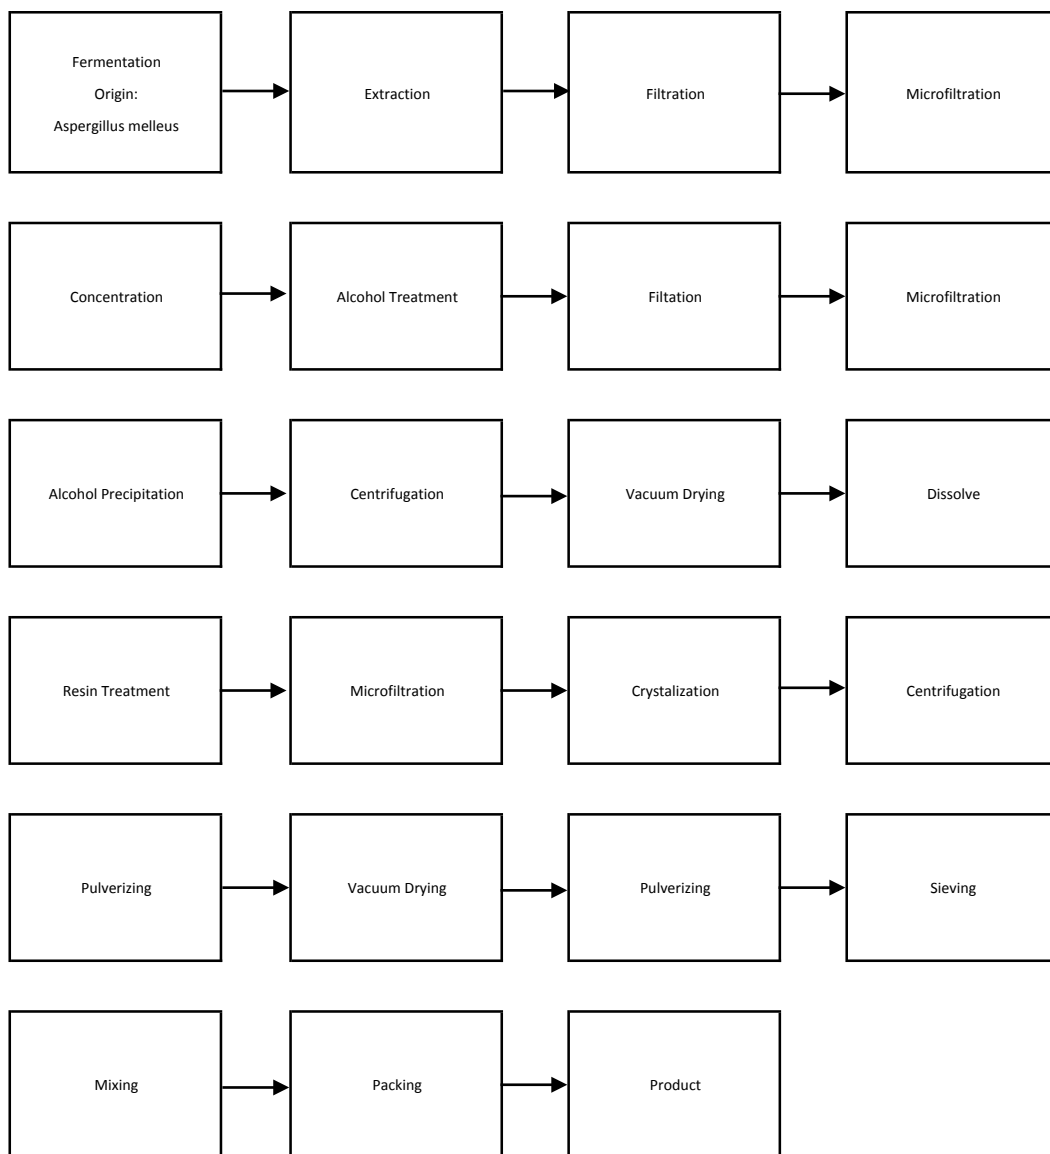 Fermentation
Origin:
Aspergillus melleus
Extraction
Filtration
Microfiltration
Concentration
Alcohol Treatment
Filtation
Microfiltration
Alcohol Precipitation
Centrifugation
Vacuum Drying
Dissolve
Resin Treatment
Microfiltration
Crystalization
Centrifugation
Pulverizing
Vacuum Drying
Pulverizing
Sieving
Mixing
Packing
Product